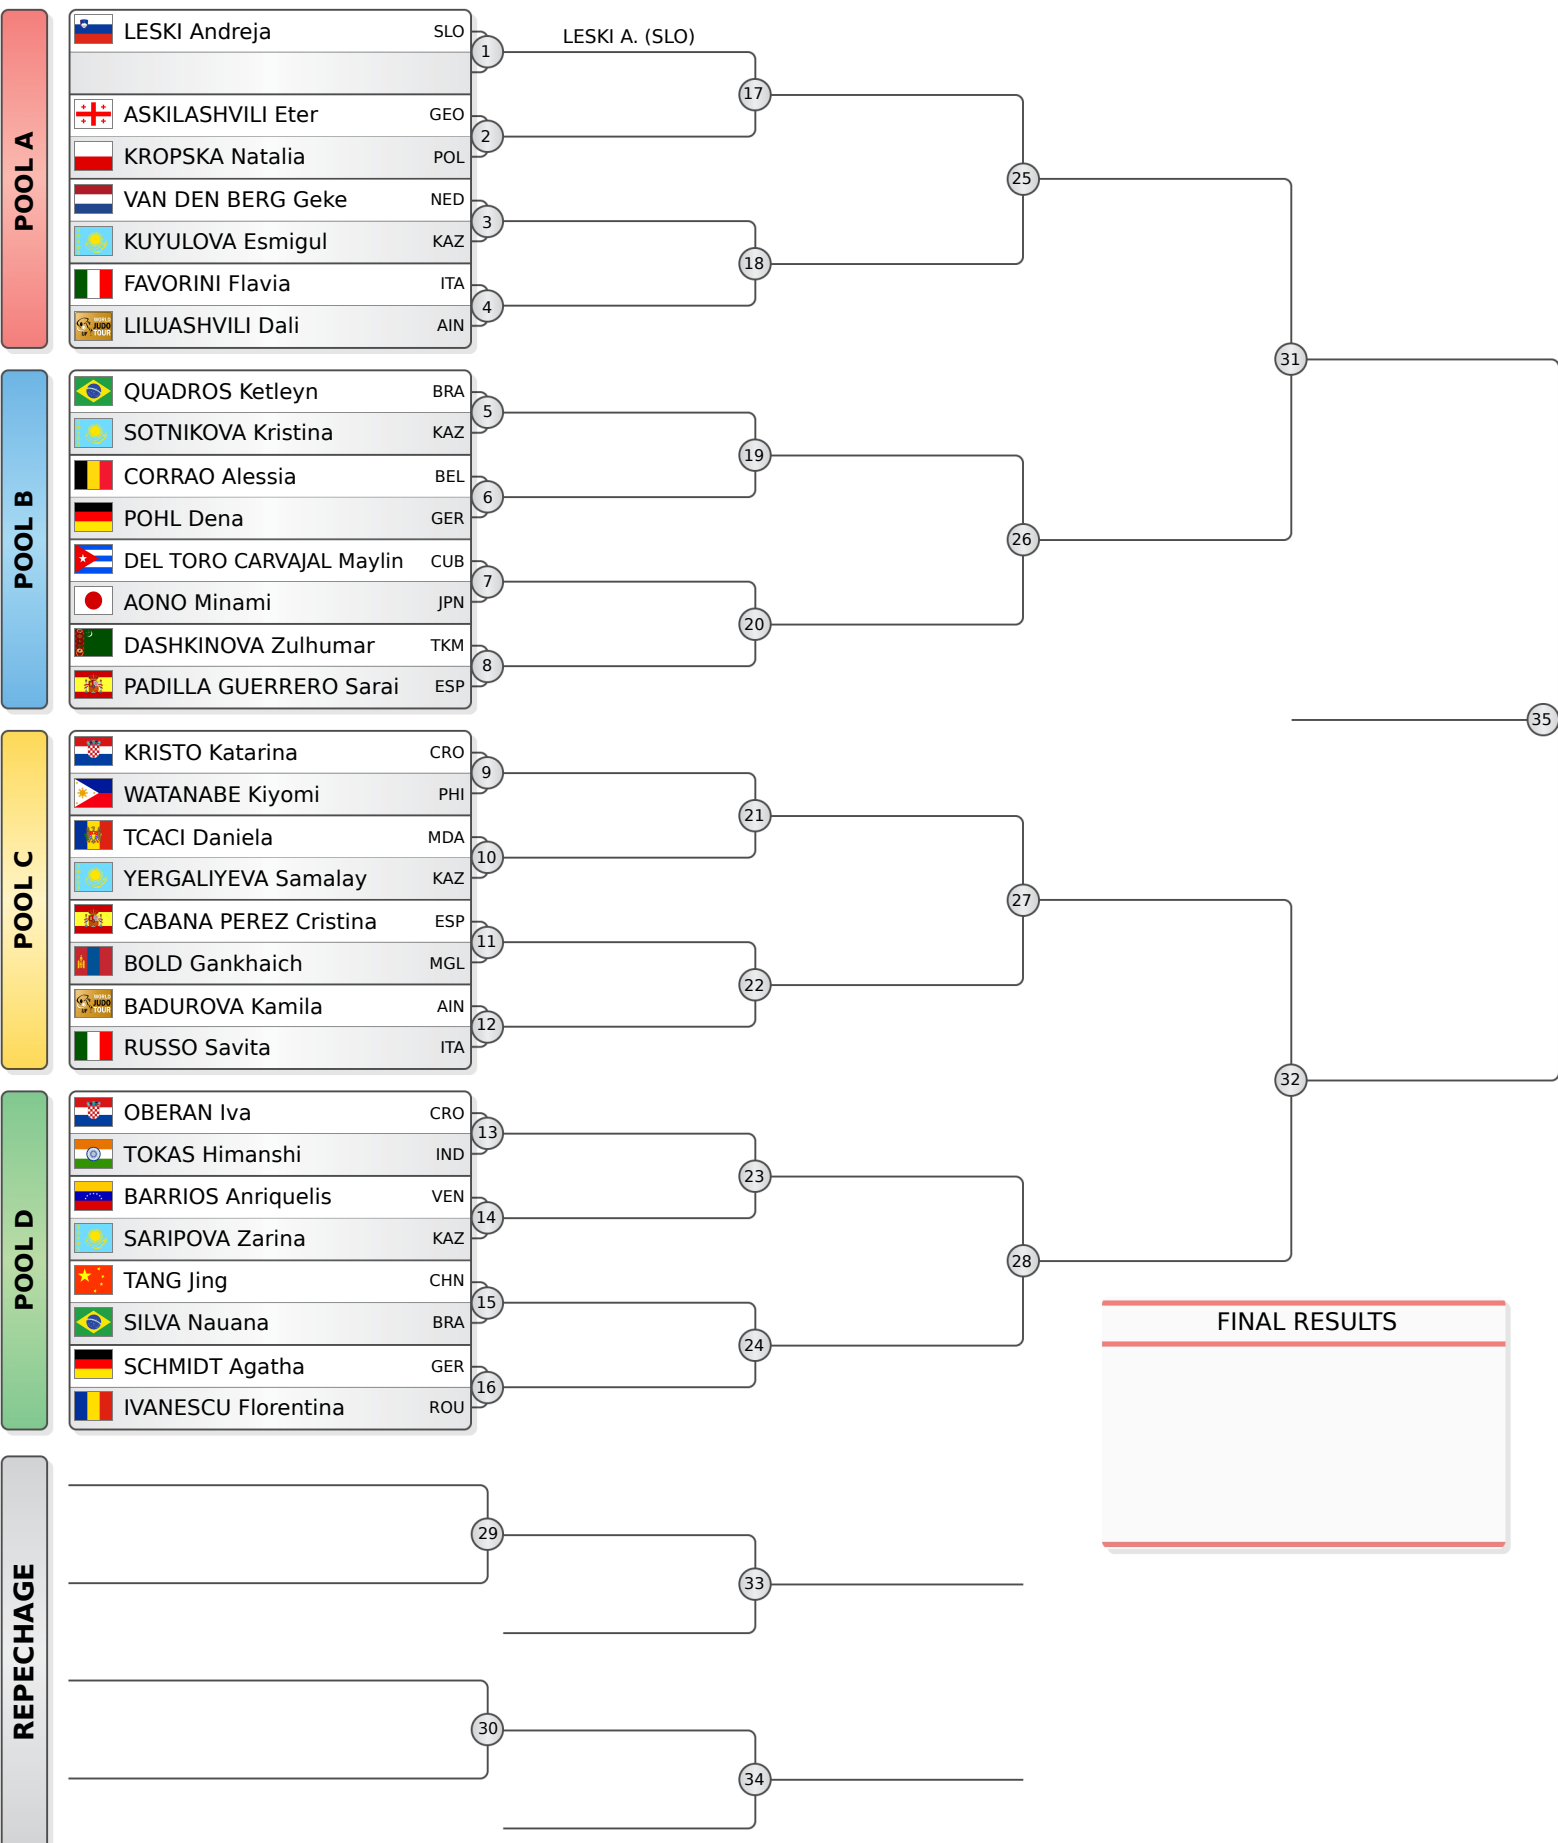 POOL A
LESKI Andreja SLO
1
LESKI A. (SLO)
17
ASKILASHVILI Eter GEO
2
KROPSKA Natalia POL
25
VAN DEN BERG Geke NED
3
KUYULOVA Esmigul KAZ
18
FAVORINI Flavia ITA
4
LILUASHVILI Dali AIN
31
POOL B
QUADROS Ketleyn BRA
5
SOTNIKOVA Kristina KAZ
19
CORRAO Alessia BEL
6
POHL Dena GER
26
DEL TORO CARVAJAL Maylin CUB
7
AONO Minami JPN
20
DASHKINOVA Zulhumar TKM
8
PADILLA GUERRERO Sarai ESP
35
POOL C
KRISTO Katarina CRO
9
WATANABE Kiyomi PHI
21
TCACI Daniela MDA
10
YERGALIYEVA Samalay KAZ
27
CABANA PEREZ Cristina ESP
11
BOLD Gankhaich MGL
22
BADUROVA Kamila AIN
12
RUSSO Savita ITA
32
POOL D
OBERAN Iva CRO
13
TOKAS Himanshi IND
23
BARRIOS Anriquelis VEN
14
SARIPOVA Zarina KAZ
28
TANG Jing CHN
15
SILVA Nauana BRA
24
SCHMIDT Agatha GER
16
IVANESCU Florentina ROU
FINAL RESULTS
REPECHAGE
29
33
30
34